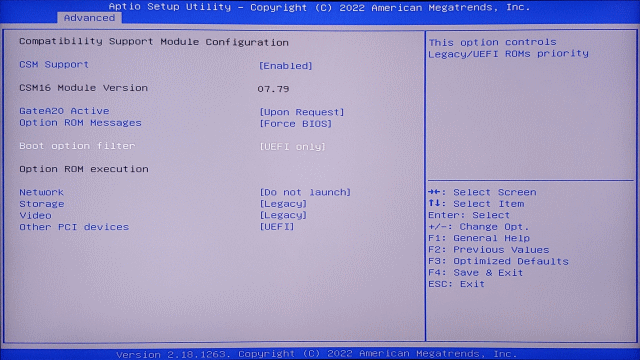 Aptio Setup Utility – Copyright (C) 2022 American Megatrends, Inc.
Advanced
Compatibility Support Module Configuration
CSM Support [Enabled]
CSM16 Module Version 07.79
GateA20 Active [Upon Request]
Option ROM Messages [Force BIOS]
Boot option filter [UEFI only]
Option ROM execution
Network [Do not launch]
Storage [Legacy]
Video [Legacy]
Other PCI devices [UEFI]
This option controls
Legacy/UEFI ROMs priority
→←: Select Screen
↑↓: Select Item
Enter: Select
+/-: Change Opt.
F1: General Help
F2: Previous Values
F3: Optimized Defaults
F4: Save & Exit
ESC: Exit
Version 2.18.1263. Copyright (C) 2022 American Megatrends, Inc.